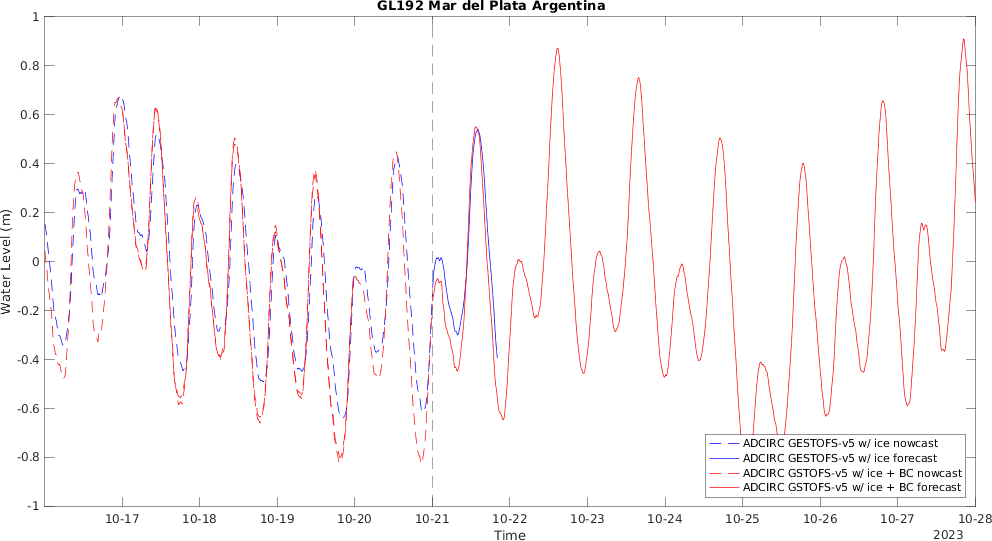 GL192 Mar del Plata Argentina
1
0.8
0.6
0.4
0.2
0
-0.2
-0.4
-0.6
-0.8
-1
Water Level (m)
ADCIRC GESTOFS-v5 w/ ice nowcast
ADCIRC GESTOFS-v5 w/ ice forecast
ADCIRC GSTOFS-v5 w/ ice + BC nowcast
ADCIRC GSTOFS-v5 w/ ice + BC forecast
10-17 10-18 10-19 10-20 10-21 10-22 10-23 10-24 10-25 10-26 10-27 10-28
Time 2023